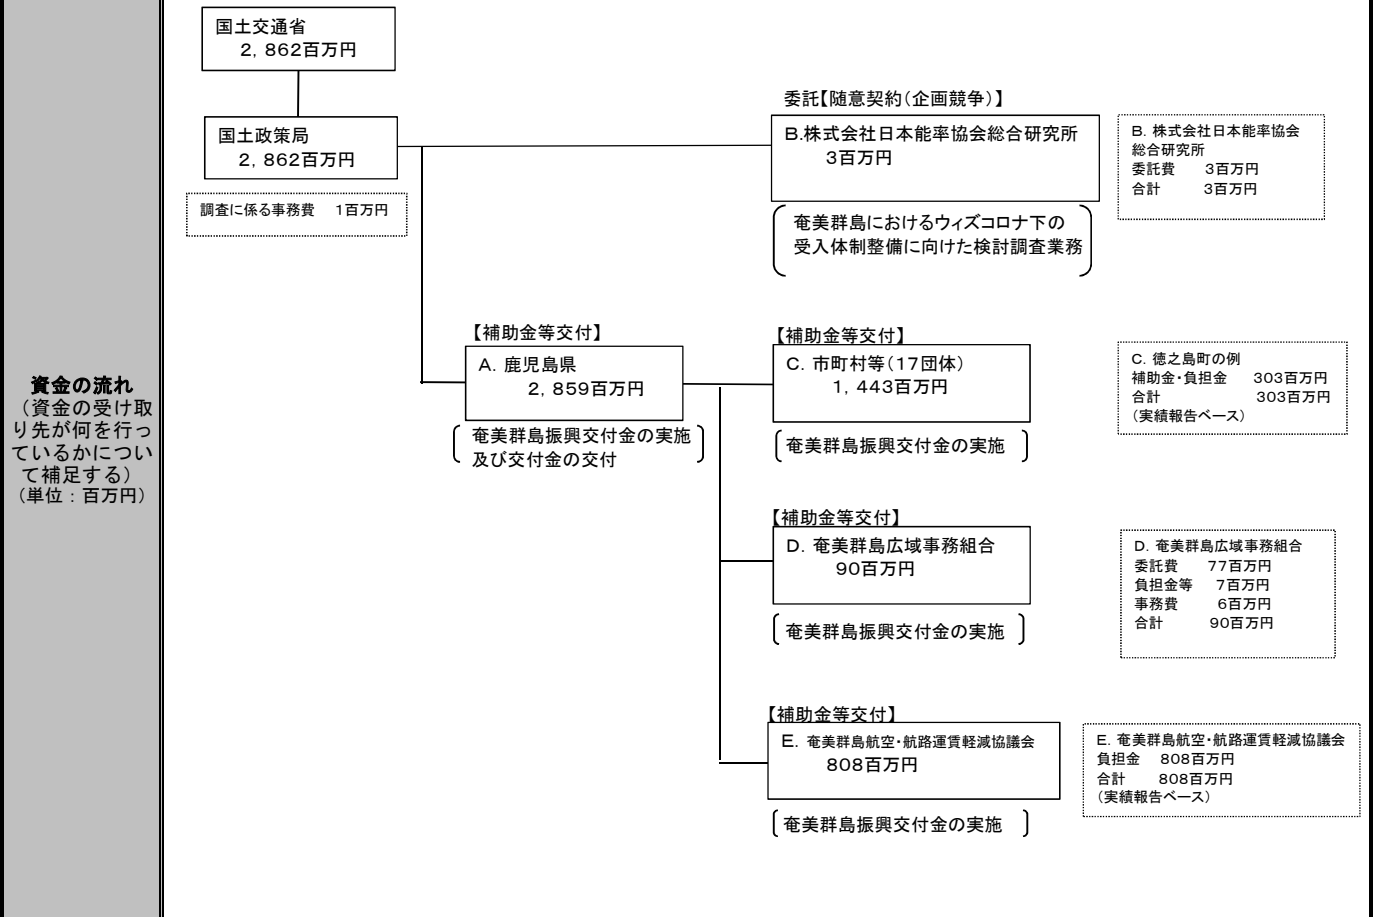 資金の流れ
（資金の受け取
り先が何を行っ
ているかについ
て補足する）
（単位：百万円）
国土交通省
２，８６２百万円
国土政策局
２，８６２百万円
調査に係る事務費　１百万円
委託【随意契約（企画競争）】
Ｂ.株式会社日本能率協会総合研究所
３百万円
奄美群島におけるウィズコロナ下の
受入体制整備に向けた検討調査業務
Ｂ．株式会社日本能率協会
総合研究所
委託費　３百万円
合計　３百万円
【補助金等交付】
Ａ．鹿児島県
２，８５９百万円
奄美群島振興交付金の実施
及び交付金の交付
【補助金等交付】
Ｃ．市町村等（１７団体）
１，４４３百万円
奄美群島振興交付金の実施
Ｃ．徳之島町の例
補助金・負担金　３０３百万円
合計　３０３百万円
（実績報告ベース）
【補助金等交付】
Ｄ．奄美群島広域事務組合
９０百万円
奄美群島振興交付金の実施
Ｄ．奄美群島広域事務組合
委託費　７７百万円
負担金等　７百万円
事務費　６百万円
合計　９０百万円
【補助金等交付】
Ｅ．奄美群島航空・航路運賃軽減協議会
８０８百万円
奄美群島振興交付金の実施
Ｅ．奄美群島航空・航路運賃軽減協議会
負担金　８０８百万円
合計　８０８百万円
（実績報告ベース）